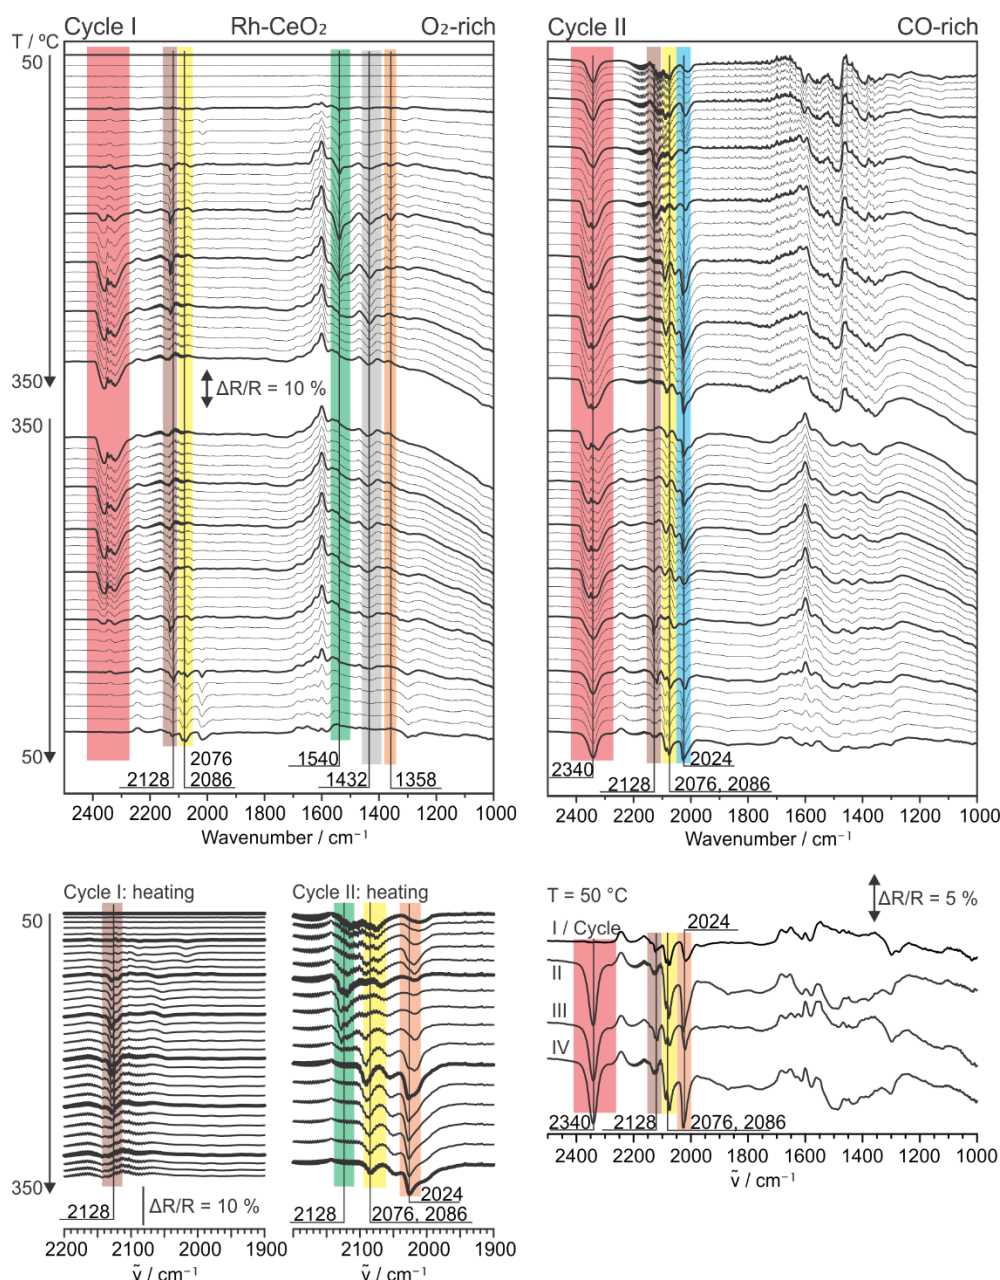 Cycle I Rh-CeO₂ O₂-rich
T / ºC
50
350
ΔR/R = 10 %
350
50
2076
2128 2086
1540
1432 1358
2400 2200 2000 1800 1600 1400 1200 1000
Wavenumber / cm⁻¹
Cycle II CO-rich
2340
2024
2128 2076, 2086
2400 2200 2000 1800 1600 1400 1200 1000
Wavenumber / cm⁻¹
Cycle I: heating
50
350
2128
ΔR/R = 10 %
2200 2100 2000 1900
ṽ / cm⁻¹
Cycle II: heating
2024
2128 2076, 2086
2100 2000 1900
ṽ / cm⁻¹
T = 50 °C
ΔR/R = 5 %
I / Cycle
2024
II
III
IV
2340 2128 2076, 2086
2400 2200 2000 1800 1600 1400 1200 1000
ṽ / cm⁻¹